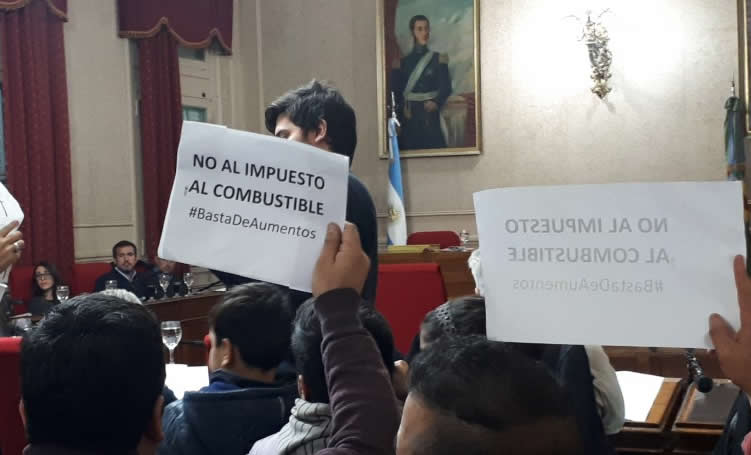 NO AL IMPUESTO
AL COMBUSTIBLE
#BastaDeAumentos
NO AL IMPUESTO
AL COMBUSTIBLE
#BastaDeAumentos